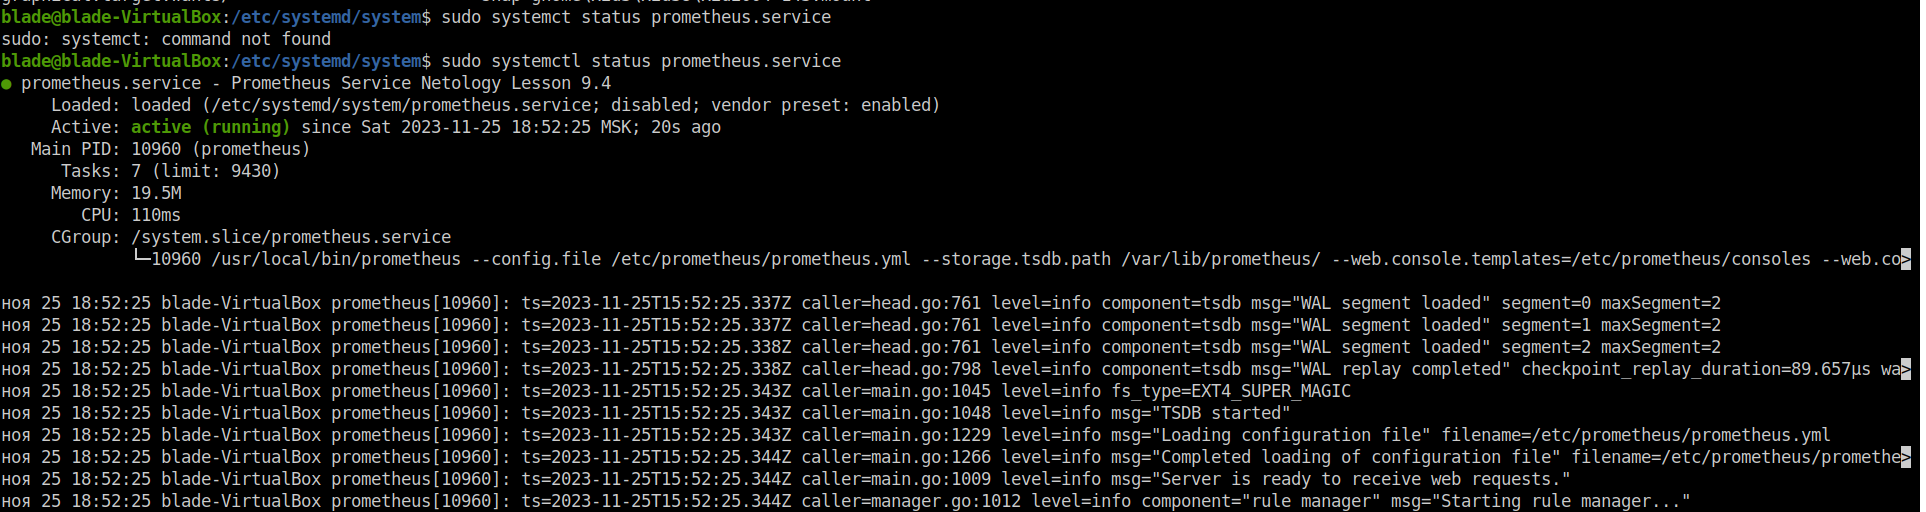 blade@blade-VirtualBox:/etc/systemd/system$ sudo systemct status prometheus.service
sudo: systemct: command not found
blade@blade-VirtualBox:/etc/systemd/system$ sudo systemctl status prometheus.service
● prometheus.service - Prometheus Service Netology Lesson 9.4
     Loaded: loaded (/etc/systemd/system/prometheus.service; disabled; vendor preset: enabled)
     Active: active (running) since Sat 2023-11-25 18:52:25 MSK; 20s ago
   Main PID: 10960 (prometheus)
      Tasks: 7 (limit: 9430)
     Memory: 19.5M
        CPU: 110ms
     CGroup: /system.slice/prometheus.service
             └─10960 /usr/local/bin/prometheus --config.file /etc/prometheus/prometheus.yml --storage.tsdb.path /var/lib/prometheus/ --web.console.templates=/etc/prometheus/consoles --web.co>
ноя 25 18:52:25 blade-VirtualBox prometheus[10960]: ts=2023-11-25T15:52:25.337Z caller=head.go:761 level=info component=tsdb msg="WAL segment loaded" segment=0 maxSegment=2
ноя 25 18:52:25 blade-VirtualBox prometheus[10960]: ts=2023-11-25T15:52:25.337Z caller=head.go:761 level=info component=tsdb msg="WAL segment loaded" segment=1 maxSegment=2
ноя 25 18:52:25 blade-VirtualBox prometheus[10960]: ts=2023-11-25T15:52:25.338Z caller=head.go:761 level=info component=tsdb msg="WAL segment loaded" segment=2 maxSegment=2
ноя 25 18:52:25 blade-VirtualBox prometheus[10960]: ts=2023-11-25T15:52:25.338Z caller=head.go:798 level=info component=tsdb msg="WAL replay completed" checkpoint_replay_duration=89.657µs wa>
ноя 25 18:52:25 blade-VirtualBox prometheus[10960]: ts=2023-11-25T15:52:25.343Z caller=main.go:1045 level=info fs_type=EXT4_SUPER_MAGIC
ноя 25 18:52:25 blade-VirtualBox prometheus[10960]: ts=2023-11-25T15:52:25.343Z caller=main.go:1048 level=info msg="TSDB started"
ноя 25 18:52:25 blade-VirtualBox prometheus[10960]: ts=2023-11-25T15:52:25.343Z caller=main.go:1229 level=info msg="Loading configuration file" filename=/etc/prometheus/prometheus.yml
ноя 25 18:52:25 blade-VirtualBox prometheus[10960]: ts=2023-11-25T15:52:25.344Z caller=main.go:1266 level=info msg="Completed loading of configuration file" filename=/etc/prometheus/promethe>
ноя 25 18:52:25 blade-VirtualBox prometheus[10960]: ts=2023-11-25T15:52:25.344Z caller=main.go:1009 level=info msg="Server is ready to receive web requests."
ноя 25 18:52:25 blade-VirtualBox prometheus[10960]: ts=2023-11-25T15:52:25.344Z caller=manager.go:1012 level=info component="rule manager" msg="Starting rule manager..."